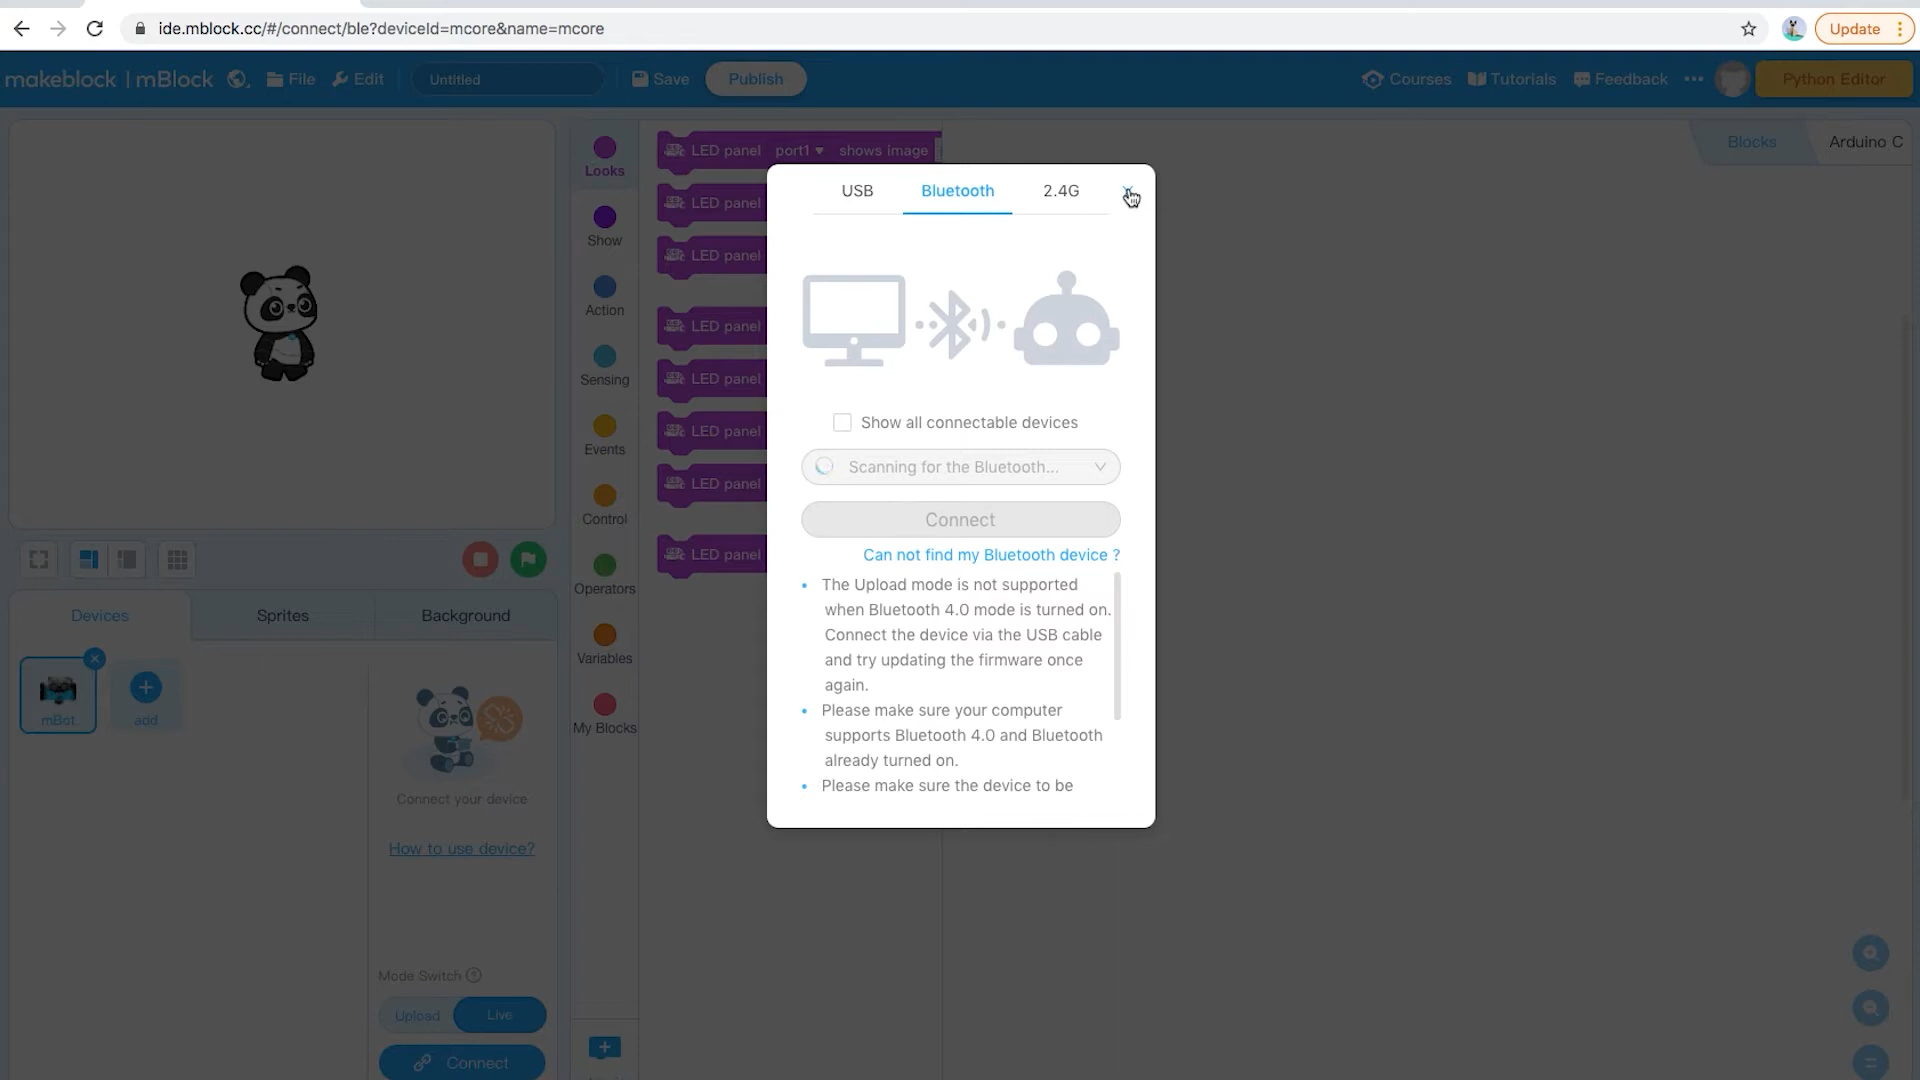 ide.mblock.cc/#/connect/ble?deviceId=mcore&name=mcore
Update
makeblock | mBlock
File
Edit
Untitled
Save
Publish
Courses
Tutorials
Feedback
Python Editor
Looks
Show
Action
Sensing
Events
Control
Operators
Variables
My Blocks
LED panel port1 shows image
LED panel
LED panel
LED panel
LED panel
LED panel
LED panel
LED panel
Blocks
Arduino C
USB
Bluetooth
2.4G
Show all connectable devices
Scanning for the Bluetooth...
Connect
Can not find my Bluetooth device ?
• The Upload mode is not supported
when Bluetooth 4.0 mode is turned on.
Connect the device via the USB cable
and try updating the firmware once
again.
• Please make sure your computer
supports Bluetooth 4.0 and Bluetooth
already turned on.
• Please make sure the device to be
Devices
Sprites
Background
mBot
add
Connect your device
How to use device?
Mode Switch
Upload
Live
Connect